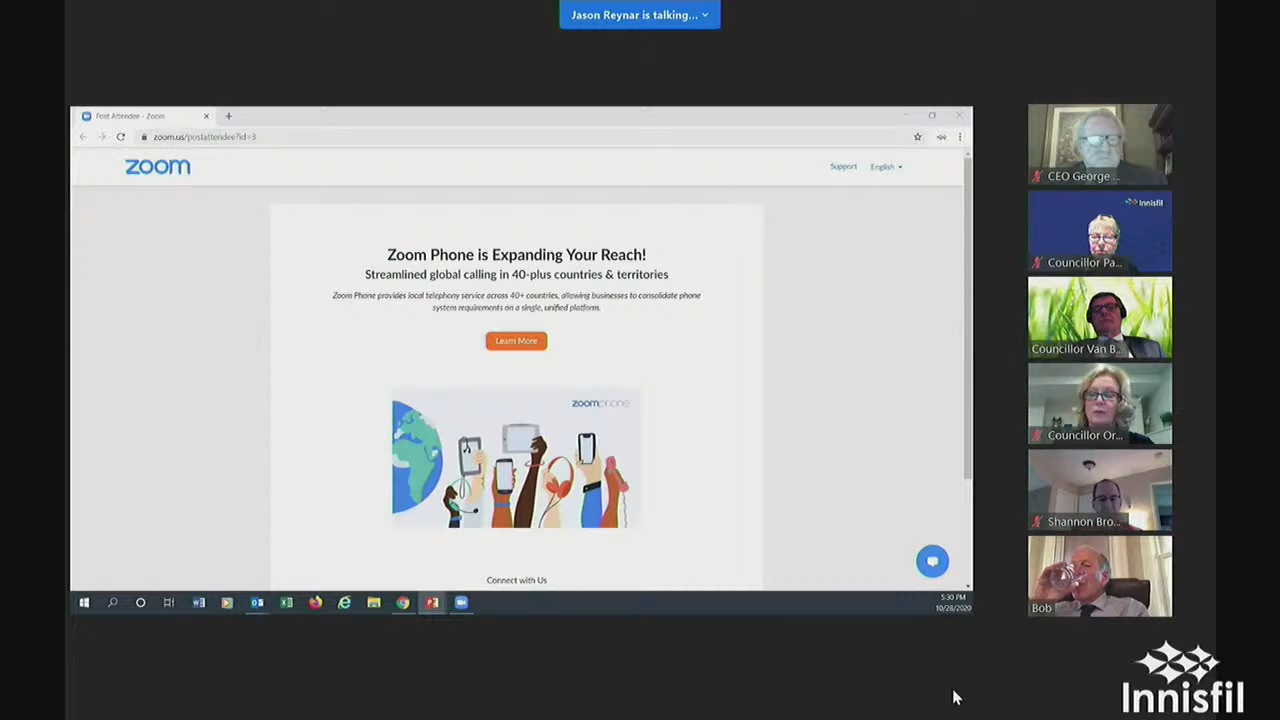 Jason Reynar is talking...
Post Attendee - Zoom
zoom.us/postattendee?id=3
zoom
Support
English
Zoom Phone is Expanding Your Reach!
Streamlined global calling in 40-plus countries & territories
Zoom Phone provides local telephony service across 40+ countries, allowing businesses to consolidate phone
system requirements on a single, unified platform.
Learn More
zoomphone
Connect with Us
5:30 PM
10/28/2020
CEO George ...
Innisfil
Councillor Pa...
Councillor Van B...
Councillor Or...
Shannon Bro...
Bob
Innisfil